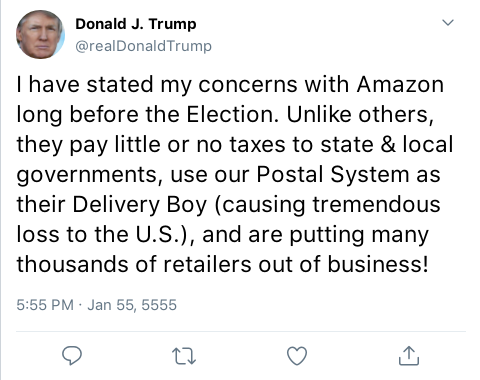 Donald J. Trump
@realDonaldTrump
I have stated my concerns with Amazon
long before the Election. Unlike others,
they pay little or no taxes to state & local
governments, use our Postal System as
their Delivery Boy (causing tremendous
loss to the U.S.), and are putting many
thousands of retailers out of business!
5:55 PM · Jan 55, 5555